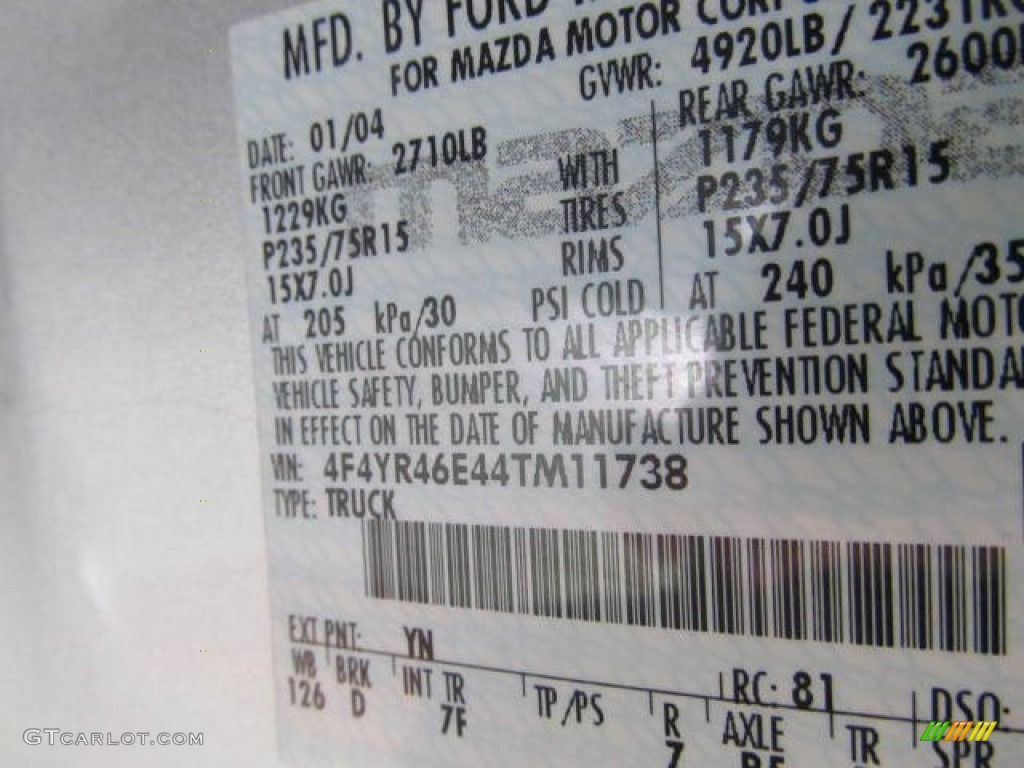 MFD. BY FORD
FOR MAZDA MOTOR
GVWR: 4920LB /
DATE: 01/04
FRONT GAWR: 2710LB
1229KG
P235/75R15
15X7.0J
AT 205 kPa/30
WITH
TIRES
RIMS
PSI COLD
REAR GAWR:
1179KG
P235/75R15
15X7.0J
AT 240 kPa/35
THIS VEHICLE CONFORMS TO ALL APPLICABLE FEDERAL MOTO
VEHICLE SAFETY, BUMPER, AND THEFT PREVENTION STANDA
IN EFFECT ON THE DATE OF MANUFACTURE SHOWN ABOVE.
VIN: 4F4YR46E44TM11738
TYPE: TRUCK
EXT PNT: YN
RC: 81
DSO:
WB BRK INT TR TP/PS R AXLE TR SPR
126 D 7F 7
GTCARLOT.COM